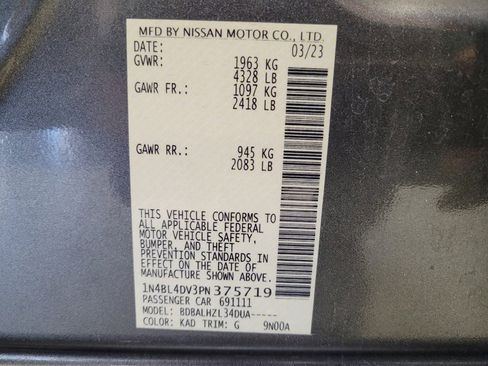 MFD BY NISSAN MOTOR CO., LTD.
DATE: 03/23
GVWR: 1963 KG
4328 LB
GAWR FR.: 1097 KG
2418 LB
GAWR RR.: 945 KG
2083 LB
THIS VEHICLE CONFORMS TO
ALL APPLICABLE FEDERAL
MOTOR VEHICLE SAFETY,
BUMPER, AND THEFT
PREVENTION STANDARDS IN
EFFECT ON THE DATE OF
MANUFACTURE SHOWN ABOVE
1N4BL4DV3PN375719
PASSENGER CAR 691111
MODEL: BDBALHZL34DUA-----
COLOR: KAD TRIM: G 9N00A